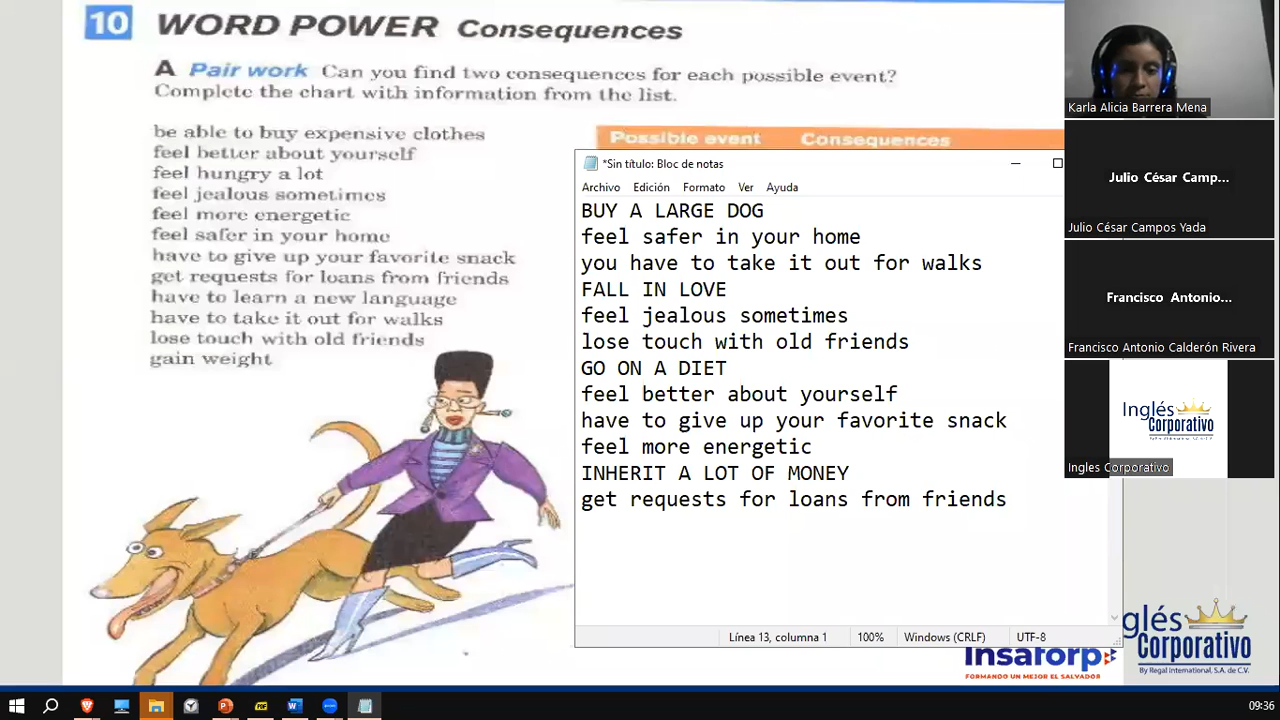 10 WORD POWER Consequences
A Pair work Can you find two consequences for each possible event?
Complete the chart with information from the list.
be able to buy expensive clothes
feel better about yourself
feel hungry a lot
feel jealous sometimes
feel more energetic
feel safer in your home
have to give up your favorite snack
get requests for loans from friends
have to learn a new language
have to take it out for walks
lose touch with old friends
gain weight
Possible event Consequences
*Sin título: Bloc de notas
Archivo Edición Formato Ver Ayuda
BUY A LARGE DOG
feel safer in your home
you have to take it out for walks
FALL IN LOVE
feel jealous sometimes
lose touch with old friends
GO ON A DIET
feel better about yourself
have to give up your favorite snack
feel more energetic
INHERIT A LOT OF MONEY
get requests for loans from friends
Línea 13, columna 1 100% Windows (CRLF) UTF-8
Karla Alicia Barrera Mena
Julio César Camp...
Julio César Campos Yada
Francisco Antonio...
Francisco Antonio Calderón Rivera
Inglés
Corporativo
Ingles Corporativo
Insaforp
FORMANDO UN MEJOR EL SALVADOR
nglés
Corporativo
By Regal International, S.A. de C.V.
09:36